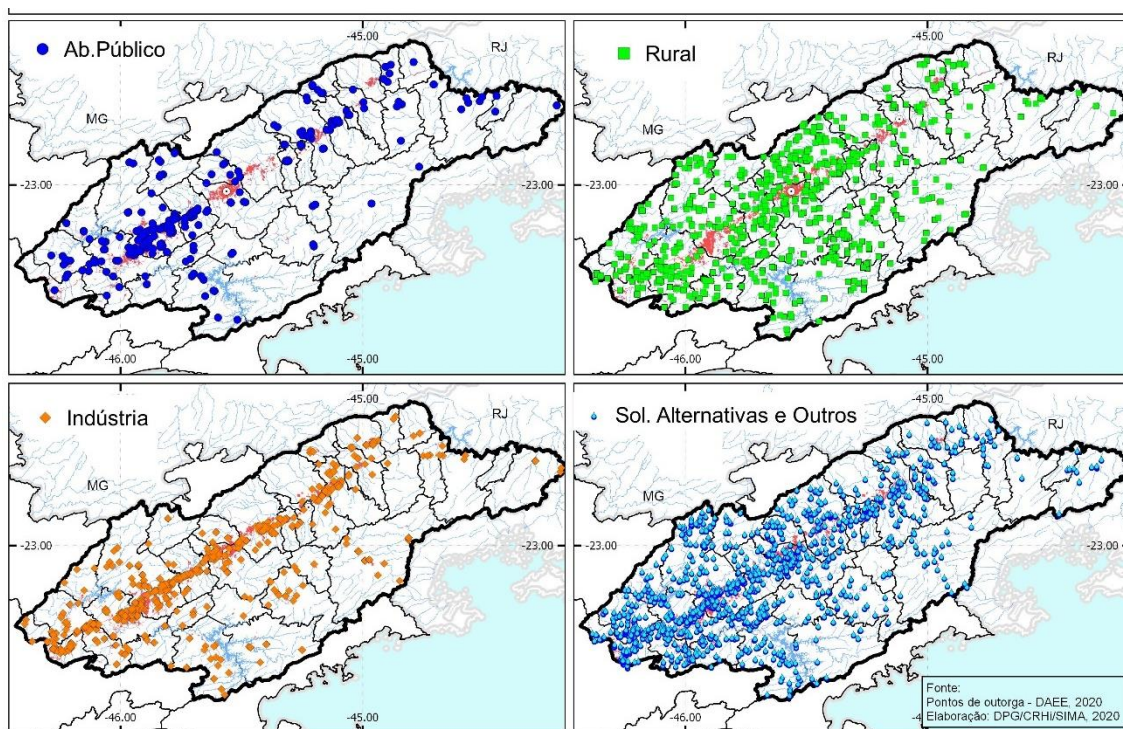 Ab.Público
-45.00
RJ
MG
-23.00
-23.00
-46.00
-45.00
Rural
-45.00
RJ
MG
-23.00
-46.00
-45.00
Indústria
-45.00
RJ
MG
-23.00
-23.00
-46.00
-45.00
Sol. Alternativas e Outros
-45.00
RJ
MG
-23.00
-46.00
-45.00
Fonte:
Pontos de outorga - DAEE, 2020
Elaboração: DPG/CRHi/SIMA, 2020